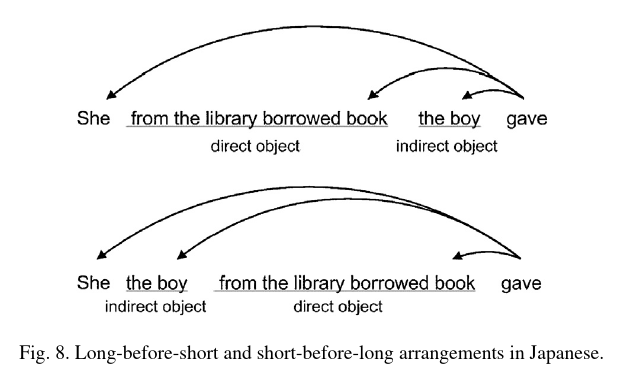 She from the library borrowed book the boy gave
direct object indirect object
She the boy from the library borrowed book gave
indirect object direct object
Fig. 8. Long-before-short and short-before-long arrangements in Japanese.